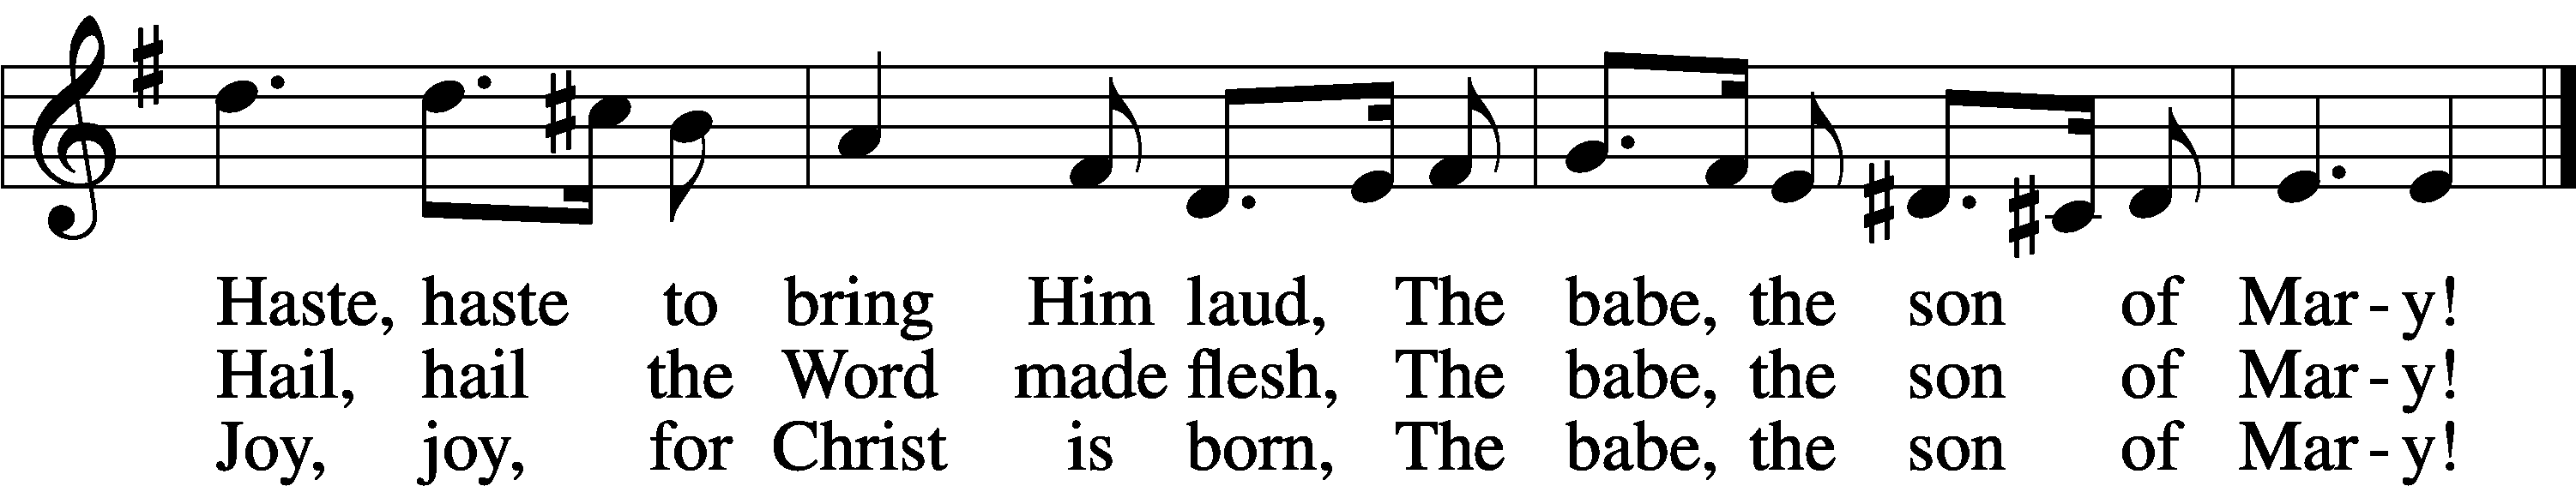 Haste, haste to bring Him laud, The babe, the son of Mar - y!
Hail, hail the Word made flesh, The babe, the son of Mar - y!
Joy, joy, for Christ is born, The babe, the son of Mar - y!